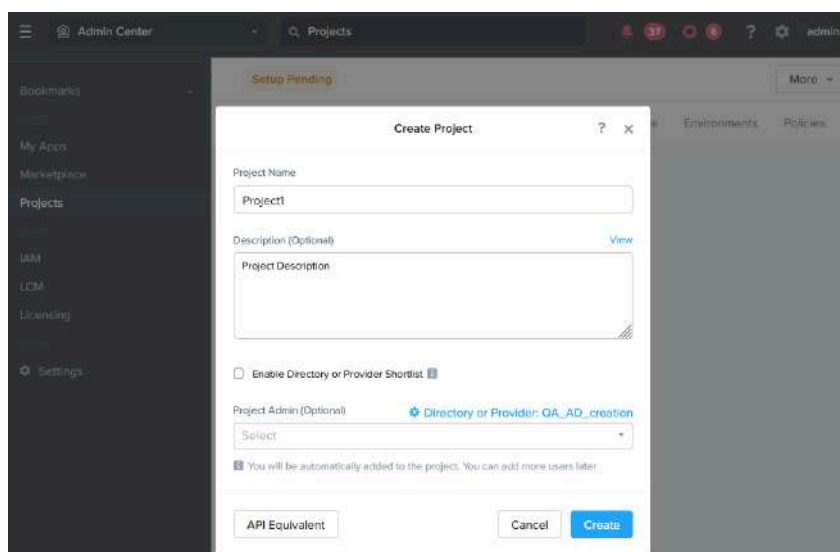 Admin Center
Projects
37
6
?
admin
Bookmarks
Setup Pending
More
My Apps
Marketplace
Projects
IAM
LCM
Licensing
Settings
Environments
Policies
Create Project
?
Project Name
Project1
Description (Optional)
View
Project Description
Enable Directory or Provider Shortlist
Project Admin (Optional)
Directory or Provider: QA_AD_creation
Select
You will be automatically added to the project. You can add more users later
API Equivalent
Cancel
Create